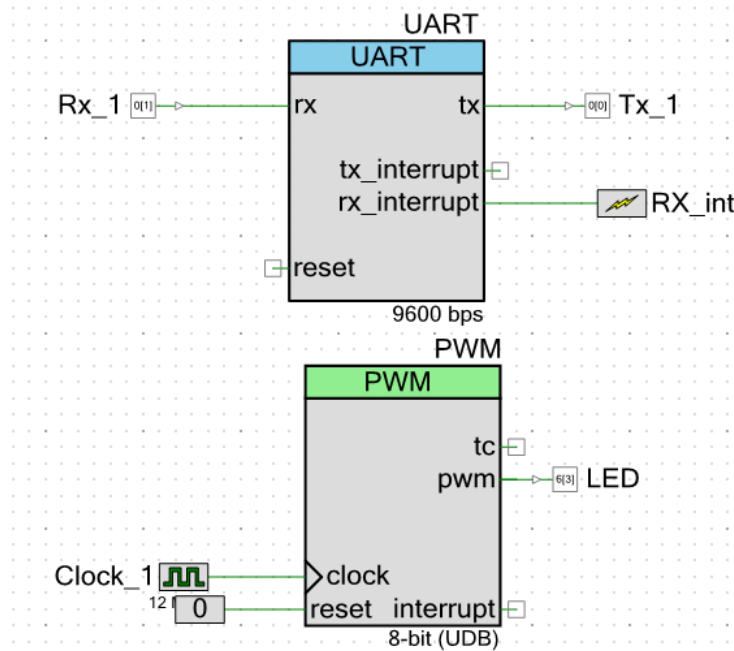 UART
UART
Rx_1 0[1] rx tx 0[0] Tx_1
tx_interrupt
rx_interrupt RX_int
reset
9600 bps
PWM
PWM
tc
pwm 6[3] LED
Clock_1 clock
12
0 reset interrupt
8-bit (UDB)